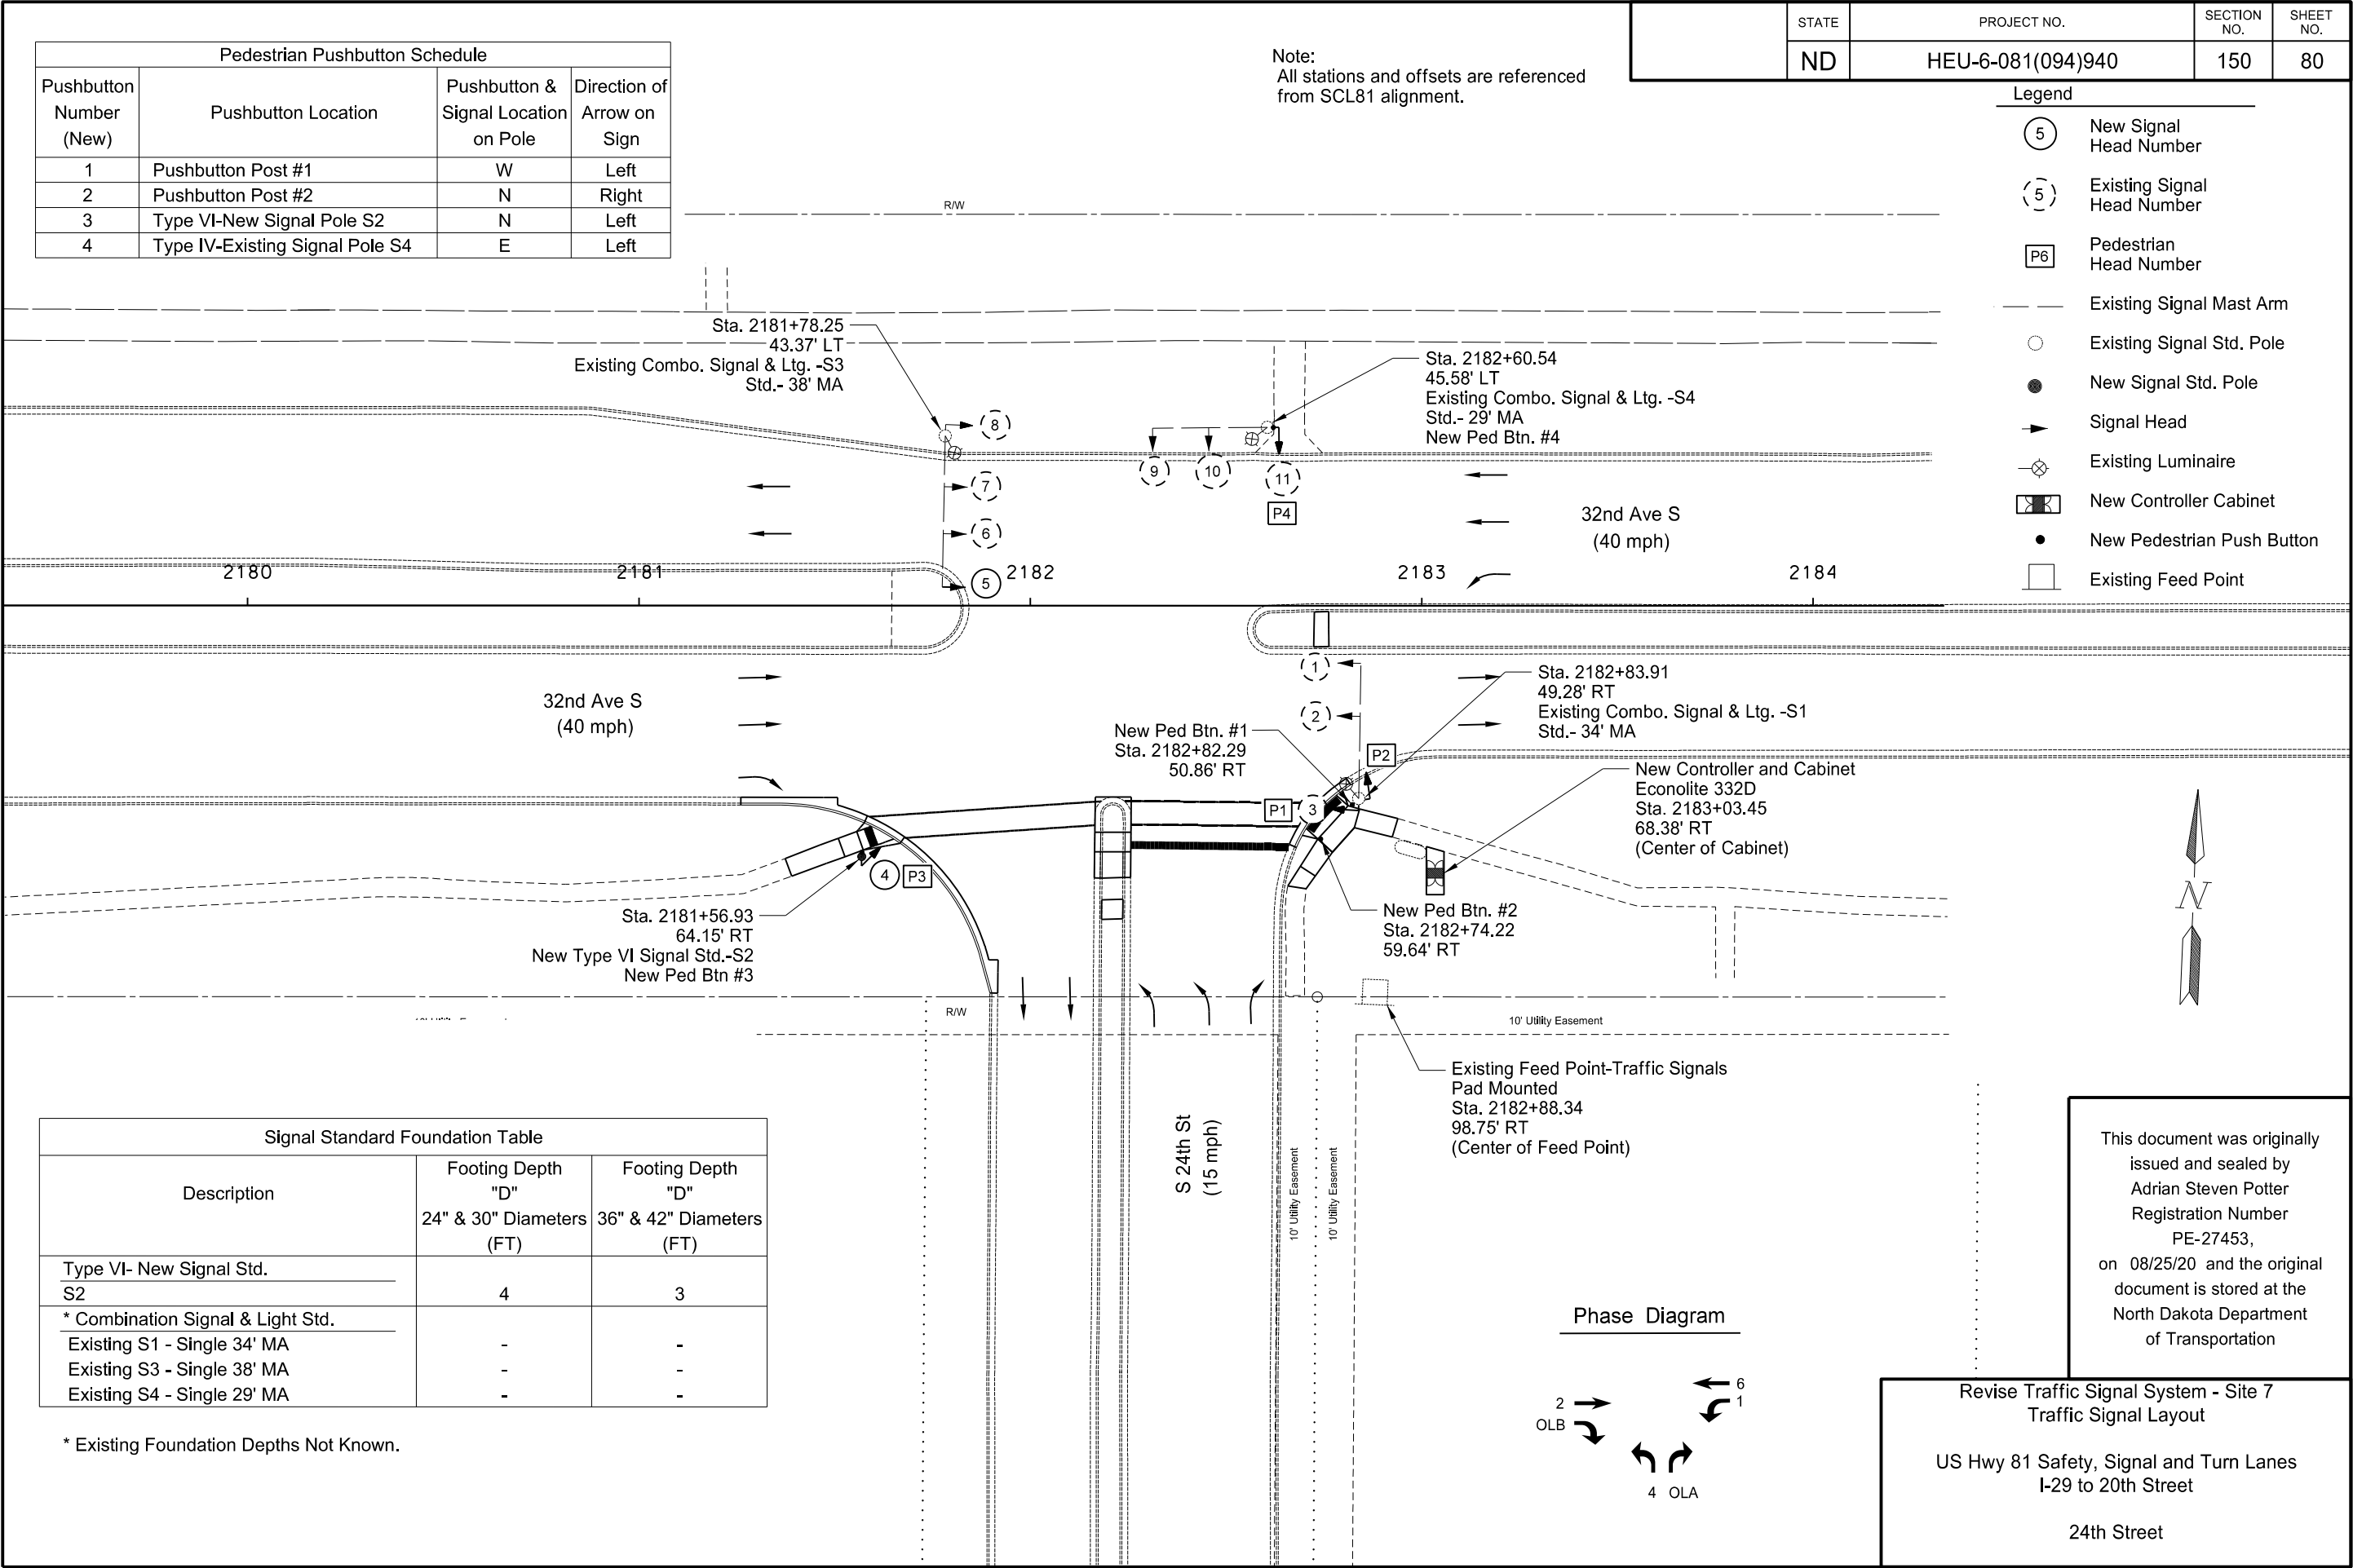 STATE
PROJECT NO.
SECTION NO.
SHEET NO.
ND
HEU-6-081(094)940
150
80
Pedestrian Pushbutton Schedule
Pushbutton Number (New)
Pushbutton Location
Pushbutton & Signal Location on Pole
Direction of Arrow on Sign
1 Pushbutton Post #1 W Left
2 Pushbutton Post #2 N Right
3 Type VI-New Signal Pole S2 N Left
4 Type IV-Existing Signal Pole S4 E Left
Note:
All stations and offsets are referenced
from SCL81 alignment.
Legend
5 New Signal
Head Number
5 Existing Signal
Head Number
P6 Pedestrian
Head Number
Existing Signal Mast Arm
Existing Signal Std. Pole
New Signal Std. Pole
Signal Head
Existing Luminaire
New Controller Cabinet
New Pedestrian Push Button
Existing Feed Point
R/W
Sta. 2181+78.25
43.37' LT
Existing Combo. Signal & Ltg. -S3
Std.- 38' MA
Sta. 2182+60.54
45.58' LT
Existing Combo. Signal & Ltg. -S4
Std.- 29' MA
New Ped Btn. #4
8
7
6
5
9
10
11
P4
32nd Ave S
(40 mph)
2180
2181
2182
2183
2184
32nd Ave S
(40 mph)
1
2
Sta. 2182+83.91
49.28' RT
Existing Combo. Signal & Ltg. -S1
Std.- 34' MA
New Ped Btn. #1
Sta. 2182+82.29
50.86' RT
P2
P1
3
New Controller and Cabinet
Econolite 332D
Sta. 2183+03.45
68.38' RT
(Center of Cabinet)
4
P3
Sta. 2181+56.93
64.15' RT
New Type VI Signal Std.-S2
New Ped Btn #3
New Ped Btn. #2
Sta. 2182+74.22
59.64' RT
N
R/W
10' Utility Easement
Existing Feed Point-Traffic Signals
Pad Mounted
Sta. 2182+88.34
98.75' RT
(Center of Feed Point)
S 24th St
(15 mph)
10' Utility Easement
10' Utility Easement
Signal Standard Foundation Table
Description
Footing Depth "D" 24" & 30" Diameters (FT)
Footing Depth "D" 36" & 42" Diameters (FT)
Type VI- New Signal Std.
S2 4 3
* Combination Signal & Light Std.
Existing S1 - Single 34' MA - -
Existing S3 - Single 38' MA - -
Existing S4 - Single 29' MA - -
* Existing Foundation Depths Not Known.
Phase Diagram
2
OLB
6
1
4 OLA
This document was originally
issued and sealed by
Adrian Steven Potter
Registration Number
PE-27453,
on 08/25/20 and the original
document is stored at the
North Dakota Department
of Transportation
Revise Traffic Signal System - Site 7
Traffic Signal Layout
US Hwy 81 Safety, Signal and Turn Lanes
I-29 to 20th Street
24th Street